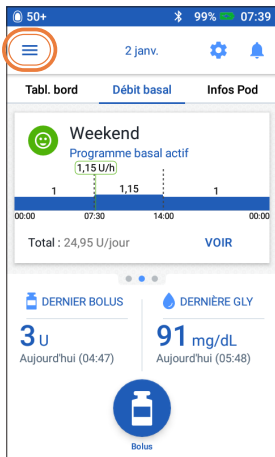 50+ 99% 07:39
2 janv.
Tabl. bord Débit basal Infos Pod
Weekend
Programme basal actif
1,15 U/h
1 1,15 1
00:00 07:30 14:00 00:00
Total : 24,95 U/jour VOIR
DERNIER BOLUS DERNIÈRE GLY
3 U 91 mg/dL
Aujourd'hui (04:47) Aujourd'hui (05:48)
Bolus